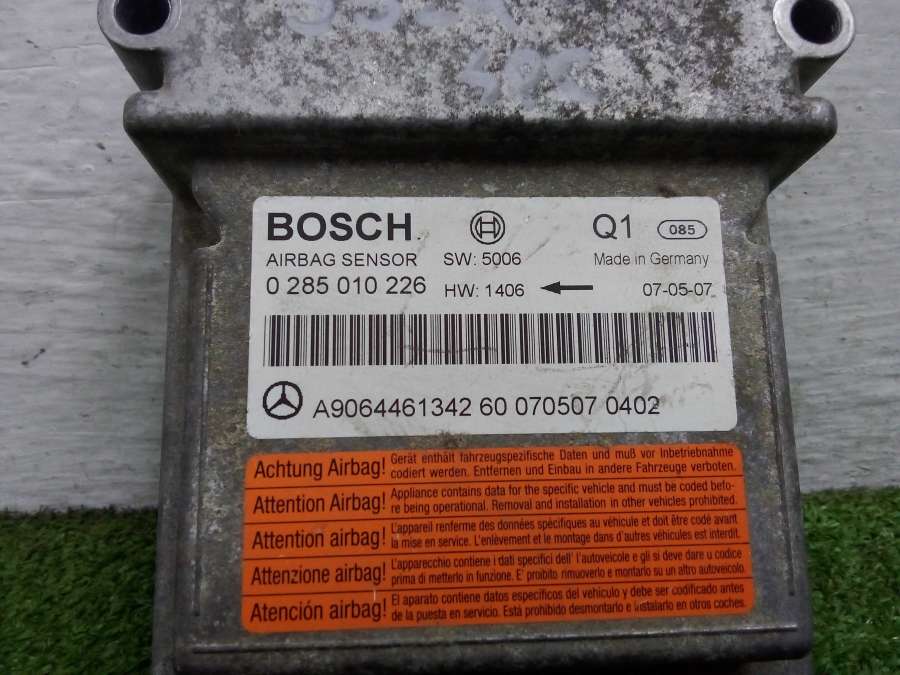 BOSCH
Q1
085
AIRBAG SENSOR
SW: 5006
Made in Germany
0 285 010 226
HW: 1406
07-05-07
A9064461342 60 070507 0402
Achtung Airbag! Gerät enthält fahrzeugspezifische Daten und muß vor Inbetriebnahme
codiert werden. Entfernen und Einbau in andere Fahrzeuge verboten.
Attention Airbag! Appliance contains data for the specific vehicle and must be coded befo-
re being operational. Removal and installation in other vehicles prohibited.
Attention airbag! L'appareil renferme des données spécifiques au véhicule et doit être codé avant
la mise en service. L'enlèvement et le montage dans d'autres véhicules est interdit.
Attenzione airbag! L'apparecchio contiene i dati specifici dell' l'autoveicolo e gli si deve dare u codice
prima di metterlo in funzione. E' proibito rimuoverlo e montarlo su un altro autoveicolo.
Atención airbag! El aparato contiene datos específicos del vehículo y debe ser codificado antes
de la puesta en servicio. Está prohibido desmontarlo e instalarlo en otros coches.